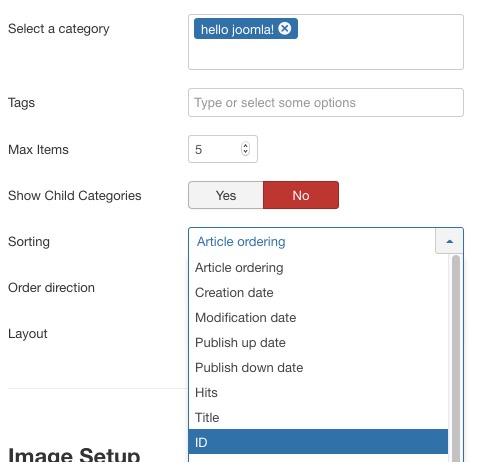 Select a category
hello joomla!
Tags
Type or select some options
Max Items
5
Show Child Categories
Yes
No
Sorting
Article ordering
Article ordering
Creation date
Order direction
Modification date
Publish up date
Layout
Publish down date
Hits
Title
ID
Image Setup